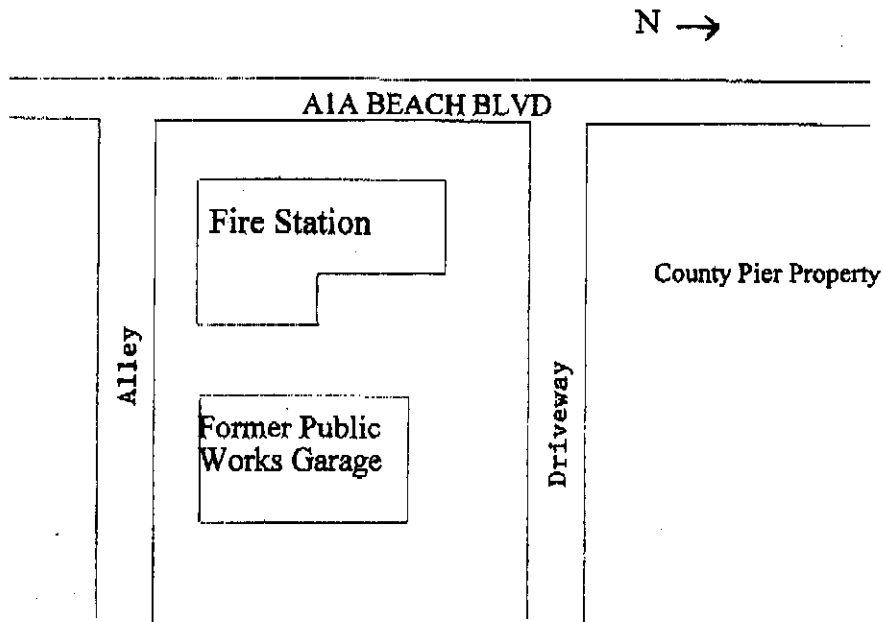 N
A1A BEACH BLVD
Fire Station
County Pier Property
Alley
Former Public
Works Garage
Driveway